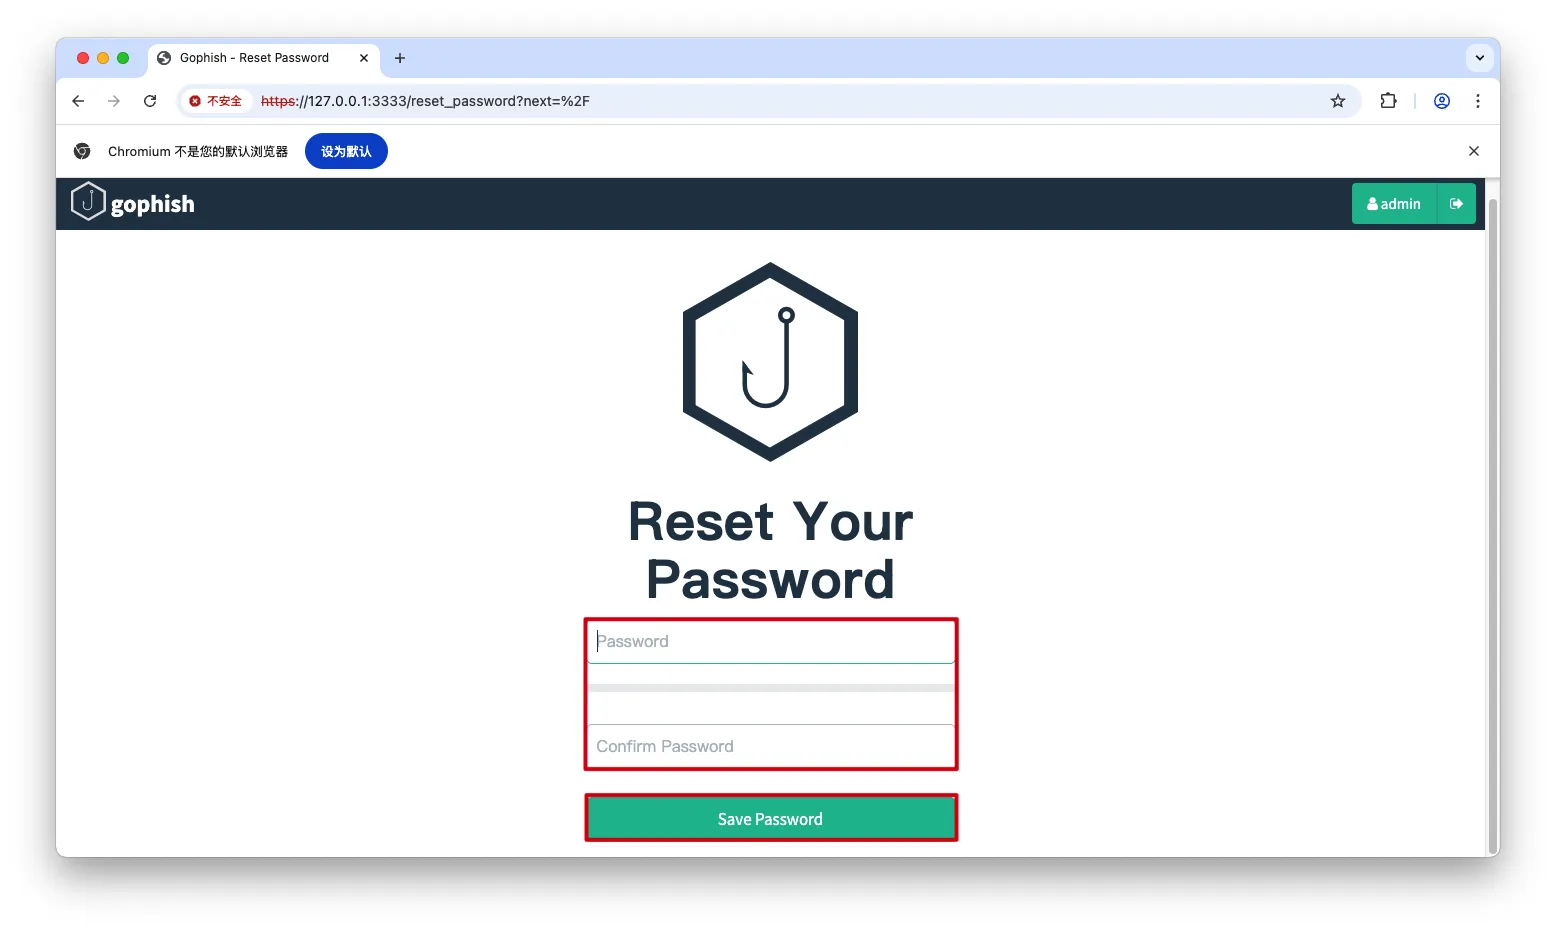 Gophish - Reset Password
不安全
https://127.0.0.1:3333/reset_password?next=%2F
Chromium 不是您的默认浏览器
设为默认
gophish
admin
Reset Your
Password
Password
Confirm Password
Save Password